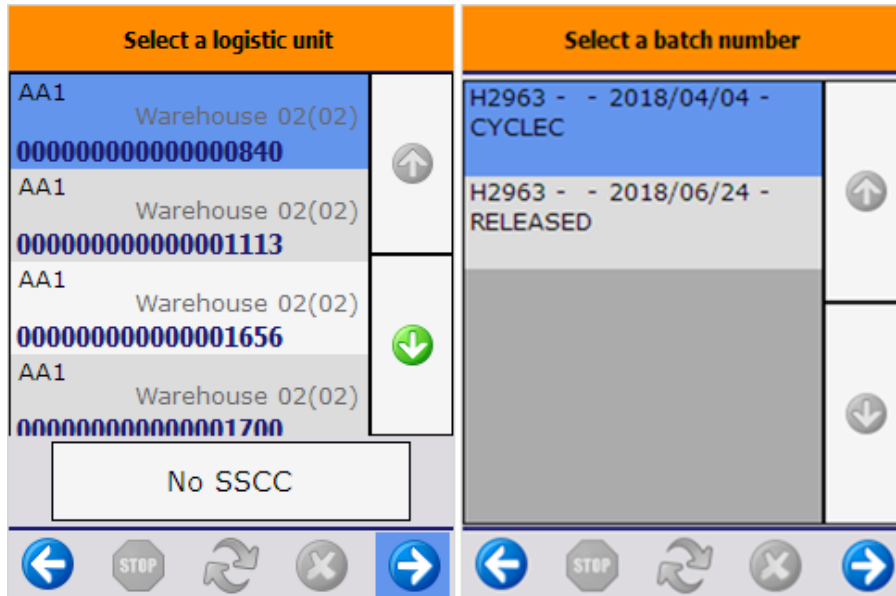 Select a logistic unit
AA1
Warehouse 02(02)
000000000000000840
AA1
Warehouse 02(02)
000000000000001113
AA1
Warehouse 02(02)
000000000000001656
AA1
Warehouse 02(02)
000000000000001700
No SSCC
STOP
Select a batch number
H2963 - - 2018/04/04 -
CYCLEC
H2963 - - 2018/06/24 -
RELEASED
STOP